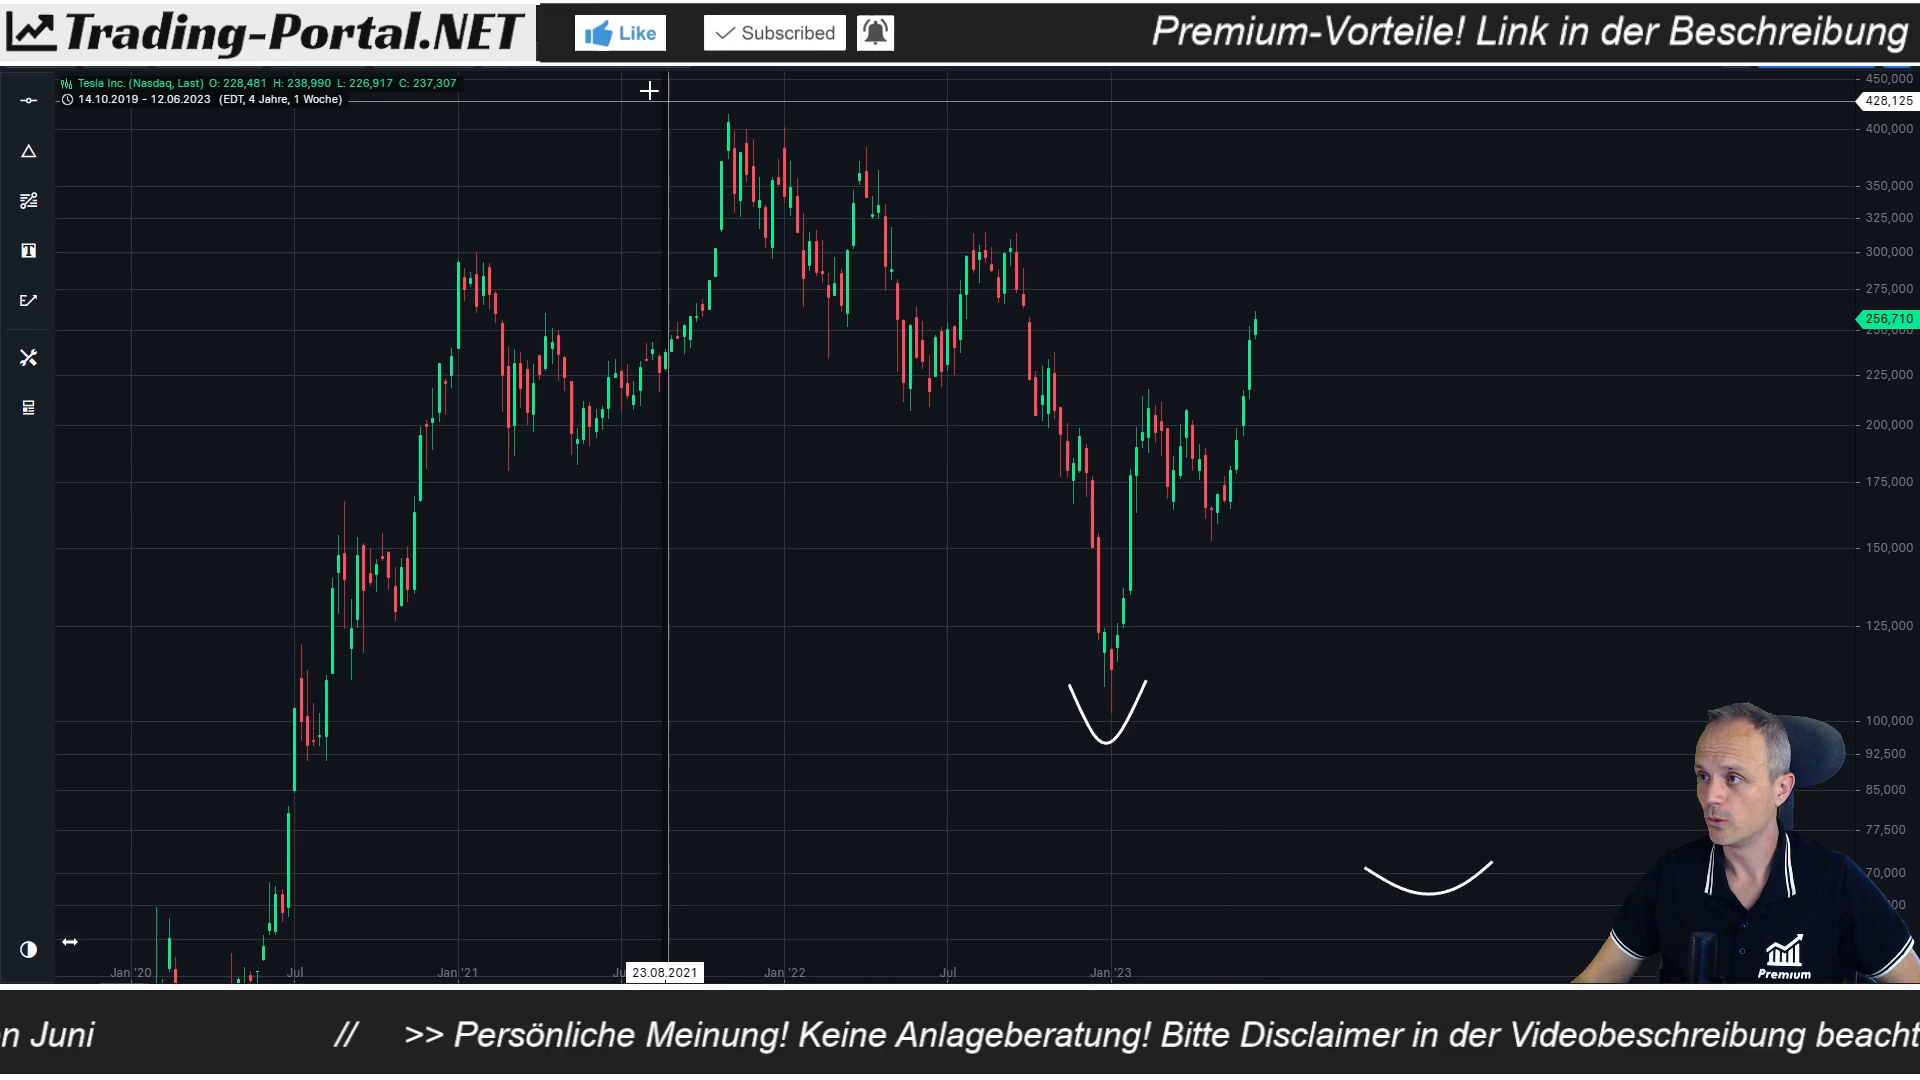 Trading-Portal.NET
Like
Subscribed
Premium-Vorteile! Link in der Beschreibung
Tesla Inc. (Nasdaq, Last) O: 228,481 H: 238,990 L: 226,917 C: 237,307
14.10.2019 - 12.06.2023 (EDT, 4 Jahre, 1 Woche)
450,000
428,125
400,000
350,000
325,000
300,000
275,000
256,710
250,000
225,000
200,000
175,000
150,000
125,000
100,000
92,500
85,000
77,500
70,000
Premium
Jan '20
Jul
Jan '21
23.08.2021
Jan '22
Jul
Jan '23
n Juni // >> Persönliche Meinung! Keine Anlageberatung! Bitte Disclaimer in der Videobeschreibung beacht